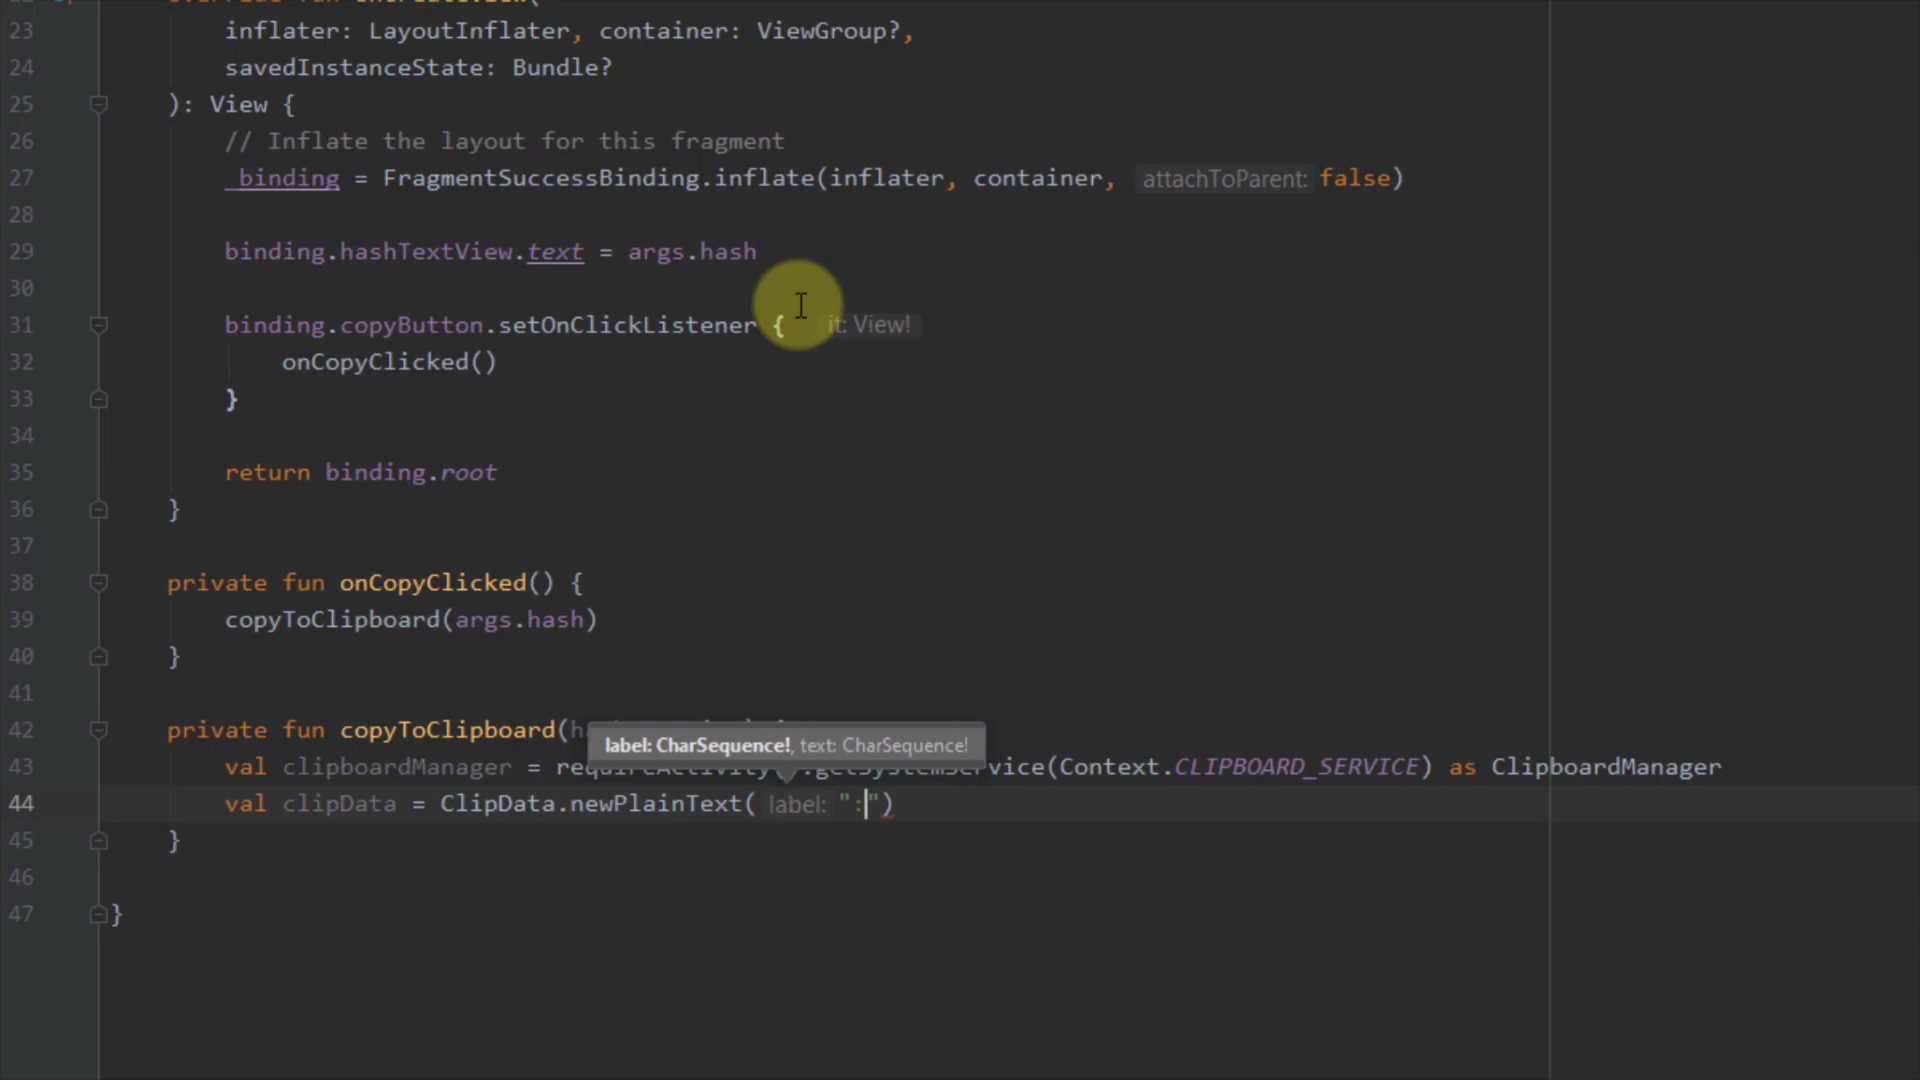 23 inflater: LayoutInflater, container: ViewGroup?,
24 savedInstanceState: Bundle?
25 ): View {
26 // Inflate the layout for this fragment
27 _binding = FragmentSuccessBinding.inflate(inflater, container, attachToParent: false)
28
29 binding.hashTextView.text = args.hash
30
31 binding.copyButton.setOnClickListener { it: View!
32 onCopyClicked()
33 }
34
35 return binding.root
36 }
37
38 private fun onCopyClicked() {
39 copyToClipboard(args.hash)
40 }
41
42 private fun copyToClipboard(
label: CharSequence!, text: CharSequence!
43 val clipboardManager = requireActivity().getSystemService(Context.CLIPBOARD_SERVICE) as ClipboardManager
44 val clipData = ClipData.newPlainText( label: ":")
45 }
46
47 }